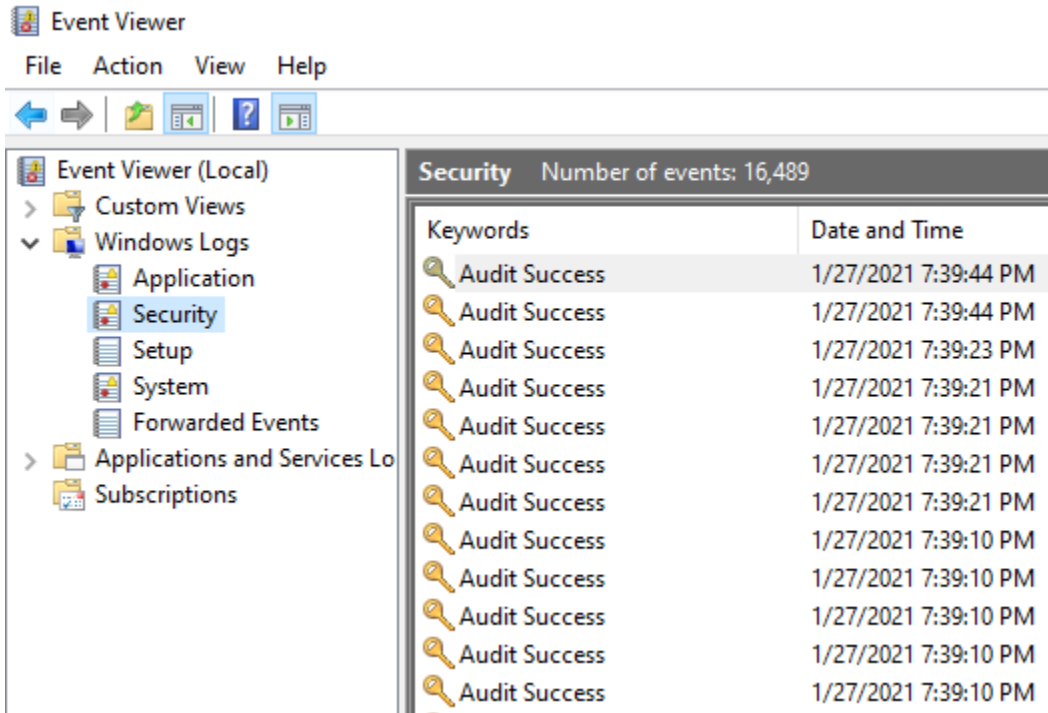 Event Viewer
File Action View Help
Event Viewer (Local)
Custom Views
Windows Logs
Application
Security
Setup
System
Forwarded Events
Applications and Services Lo
Subscriptions
Security Number of events: 16,489
Keywords Date and Time
Audit Success 1/27/2021 7:39:44 PM
Audit Success 1/27/2021 7:39:44 PM
Audit Success 1/27/2021 7:39:23 PM
Audit Success 1/27/2021 7:39:21 PM
Audit Success 1/27/2021 7:39:21 PM
Audit Success 1/27/2021 7:39:21 PM
Audit Success 1/27/2021 7:39:21 PM
Audit Success 1/27/2021 7:39:10 PM
Audit Success 1/27/2021 7:39:10 PM
Audit Success 1/27/2021 7:39:10 PM
Audit Success 1/27/2021 7:39:10 PM
Audit Success 1/27/2021 7:39:10 PM